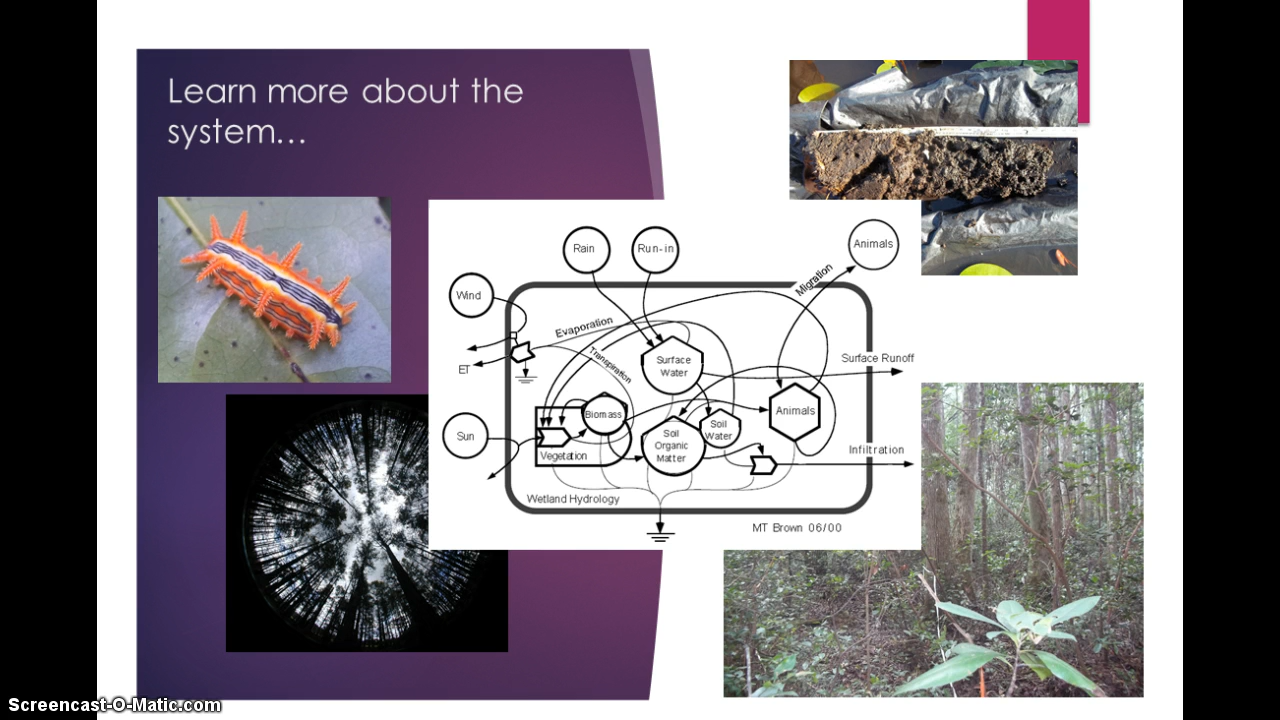 Learn more about the
system...
Rain
Run-in
Animals
Migration
Wind
Evaporation
Transpiration
ET
Surface
Water
Surface Runoff
Biomass
Animals
Soil
Water
Sun
Soil
Organic
Matter
Vegetation
Infiltration
Wetland Hydrology
MT Brown 06/00
Screencast-O-Matic.com